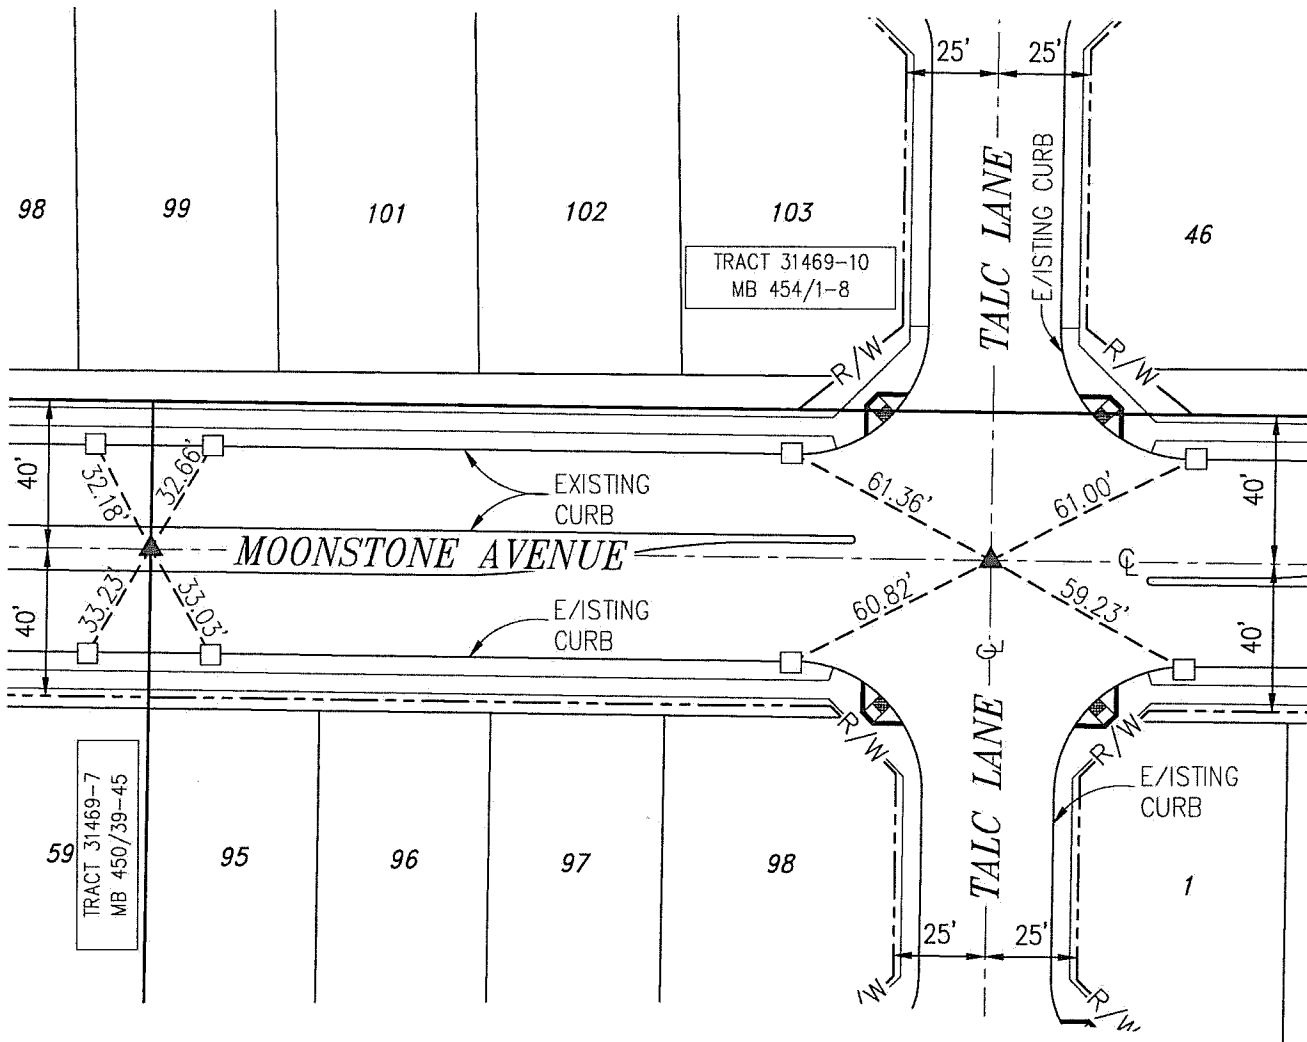 25' 25'
98 99 101 102 103 46
TRACT 31469-10
MB 454/1-8
TALC LANE
E/ISTING CURB
R/W
R/W
40'
32.18'
32.66'
EXISTING
CURB
61.36'
61.00'
40'
MOONSTONE AVENUE
CL
40'
33.23'
33.03'
E/ISTING
CURB
60.82'
59.23'
40'
CL
R/W
R/W
TALC LANE
E/ISTING
CURB
TRACT 31469-7
MB 450/39-45
59 95 96 97 98 1
25' 25'
/W
R/W